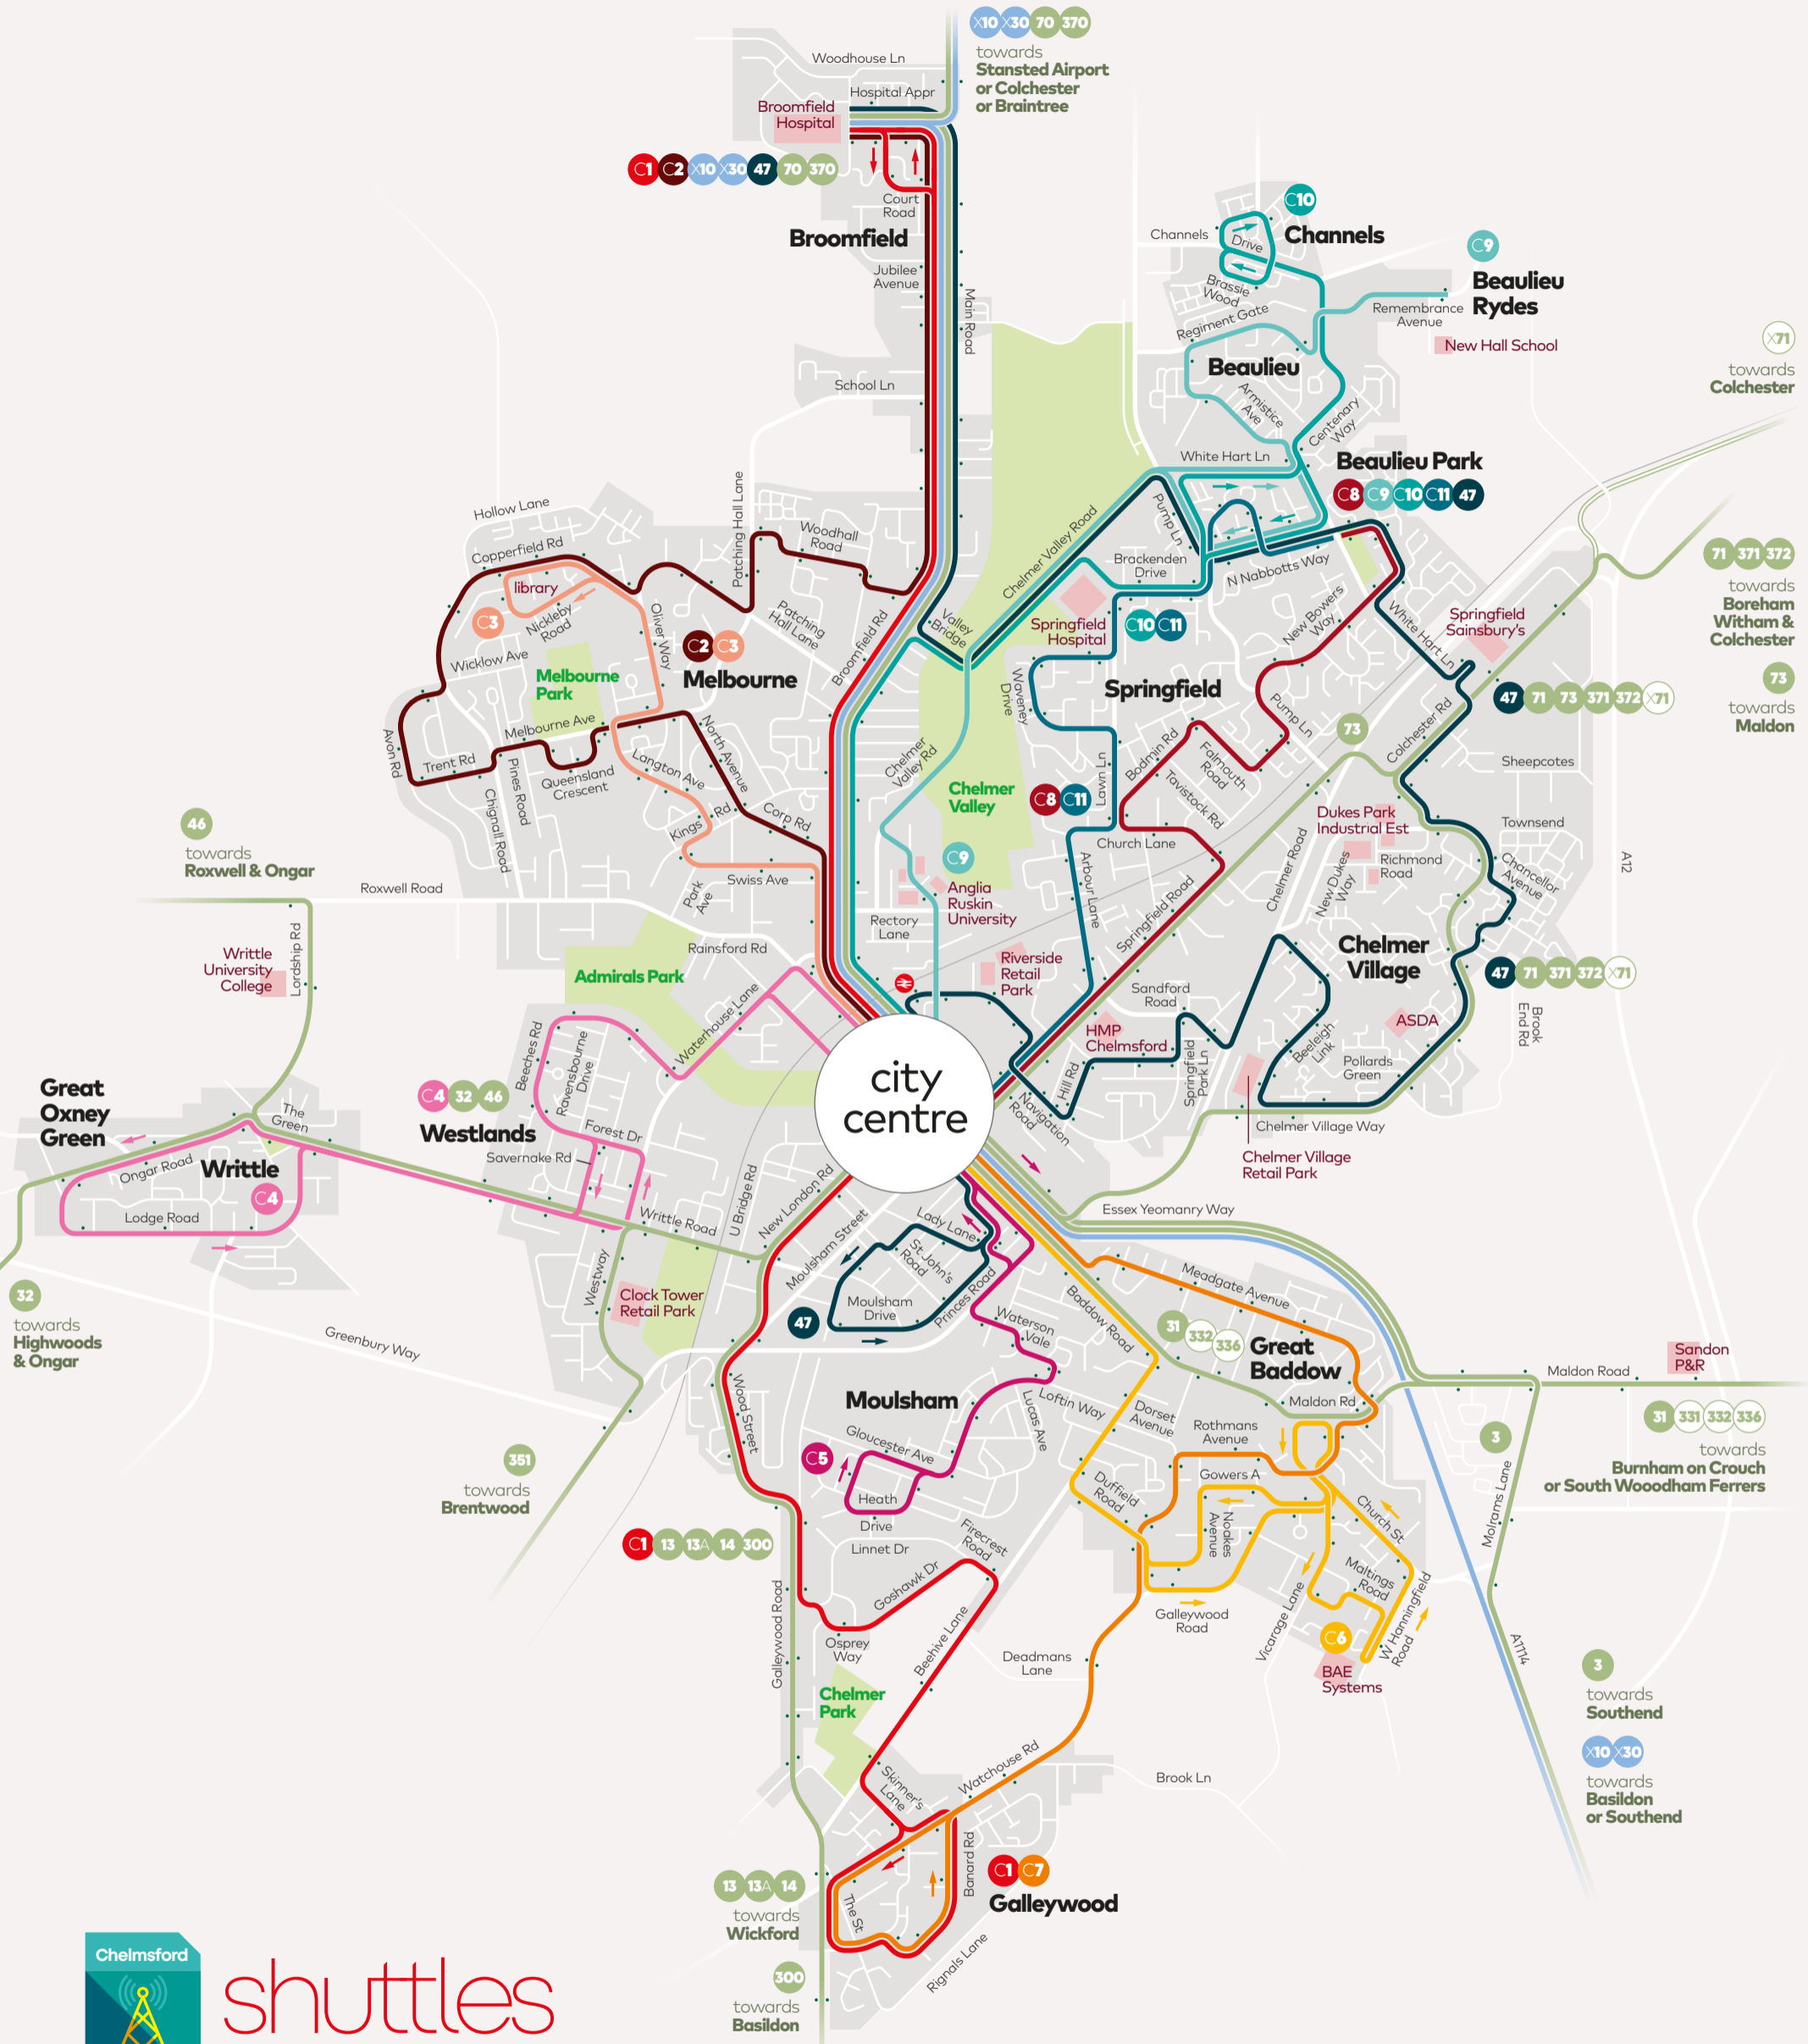 X10 X30 70 370
towards
Stansted Airport
or Colchester
or Braintree
Woodhouse Ln
Hospital Appr
Broomfield
Hospital
C1 C2 X10 X30 47 70 370
Court
Road
Broomfield
Jubilee
Avenue
Main Road
School Ln
C10
Channels
Channels
Drive
Brassie
Wood
C9
Beaulieu
Rydes
Remembrance
Avenue
New Hall School
Regiment Gate
Beaulieu
Armistice
Ave
Centenary
Way
X71
towards
Colchester
White Hart Ln
Beaulieu Park
C8 C9 C10 C11 47
Pump Ln
Chelmer Valley Road
Brackenden
Drive
N Nabbotts Way
New Bowers
Way
White Hart Ln
Springfield
Sainsbury's
71 371 372
towards
Boreham
Witham &
Colchester
73
towards
Maldon
47 71 73 371 372 X71
Hollow Lane
Copperfield Rd
library
C3
Nickleby
Road
Wicklow Ave
Oliver Way
Melbourne
Park
Patching Hall Lane
Woodhall
Road
Patching
Hall Lane
C2 C3
Melbourne
Broomfield Rd
Valley
Bridge
Springfield
Hospital
C10 C11
Waveney
Drive
Springfield
Pump Ln
73
Colchester Rd
Sheepcotes
Avon Rd
Melbourne Ave
Trent Rd
Pines Road
Queensland
Crescent
Chignall Road
North Avenue
Langton Ave
Kings Rd
Corp Rd
Chelmer
Valley Rd
Chelmer
Valley
C8 C11
Lawn Ln
Bodmin Rd
Falmouth
Road
Tavistock Rd
Church Lane
Dukes Park
Industrial Est
Townsend
Richmond
Road
Chancellor
Avenue
A12
46
towards
Roxwell & Ongar
Roxwell Road
Swiss Ave
Park
Ave
C9
Anglia
Ruskin
University
Rectory
Lane
Arbour Lane
Springfield Road
Chelmer Road
New Dukes
Way
Chelmer
Village
47 71 371 372 X71
Brook
End Rd
Writtle
University
College
Lordship Rd
Rainsford Rd
Admirals Park
Waterhouse Lane
Riverside
Retail
Park
Sandford
Road
HMP
Chelmsford
ASDA
Beeleigh
Link
Pollards
Green
Beeches Rd
Ravensbourne
Drive
city
centre
Hill Rd
Springfield
Park Ln
Navigation
Road
Chelmer Village Way
Chelmer Village
Retail Park
Great
Oxney
Green
The
Green
C4 32 46
Westlands
Forest Dr
Savernake Rd
Ongar Road
Writtle
C4
Lodge Road
Writtle Road
U Bridge Rd
New London Rd
Essex Yeomanry Way
Moulsham Street
Lady Lane
St John's
Road
Moulsham
Drive
Princes Road
47
Waterson
Vale
Baddow Road
Meadgate Avenue
31 332 336
Great
Baddow
32
towards
Highwoods
& Ongar
Greenbury Way
Westway
Clock Tower
Retail Park
Sandon
P&R
Maldon Road
Maldon Rd
31 331 332 336
towards
Burnham on Crouch
or South Wooodham Ferrers
3
Moulsham
Wood Street
Loftin Way
Lucas Ave
Dorset
Avenue
Rothmans
Avenue
Gloucester Ave
C5
Heath
Drive
Gowers A
Duffield
Road
Noakes
Avenue
Church St
Molrams Lane
351
towards
Brentwood
C1 13 13A 14 300
Linnet Dr
Firecrest
Road
Goshawk Dr
Galleywood Road
Osprey
Way
Beehive Lane
Deadmans
Lane
Galleywood
Road
Vicarage Lane
Maltings
Road
W Hanningfield
Road
C6
BAE
Systems
A1114
3
towards
Southend
X10 X30
towards
Basildon
or Southend
Chelmer
Park
Skinner's
Lane
Watchouse Rd
Brook Ln
Banard Rd
C1 C7
Galleywood
The St
Rignals Lane
13 13A 14
towards
Wickford
300
towards
Basildon
Chelmsford
shuttles